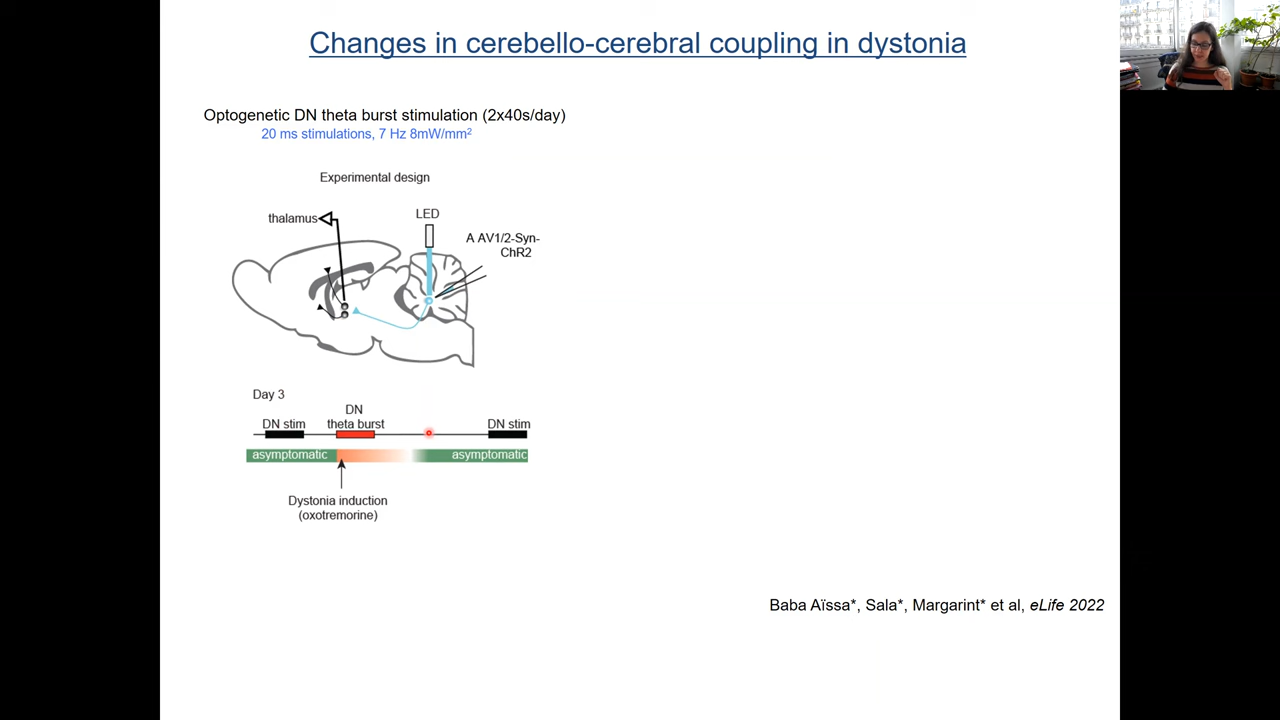 Changes in cerebello-cerebral coupling in dystonia
Optogenetic DN theta burst stimulation (2x40s/day)
20 ms stimulations, 7 Hz 8mW/mm²
Experimental design
thalamus
LED
A AV1/2-Syn-
ChR2
Day 3
DN stim
DN
theta burst
DN stim
asymptomatic
asymptomatic
Dystonia induction
(oxotremorine)
Baba Aïssa*, Sala*, Margarint* et al, eLife 2022